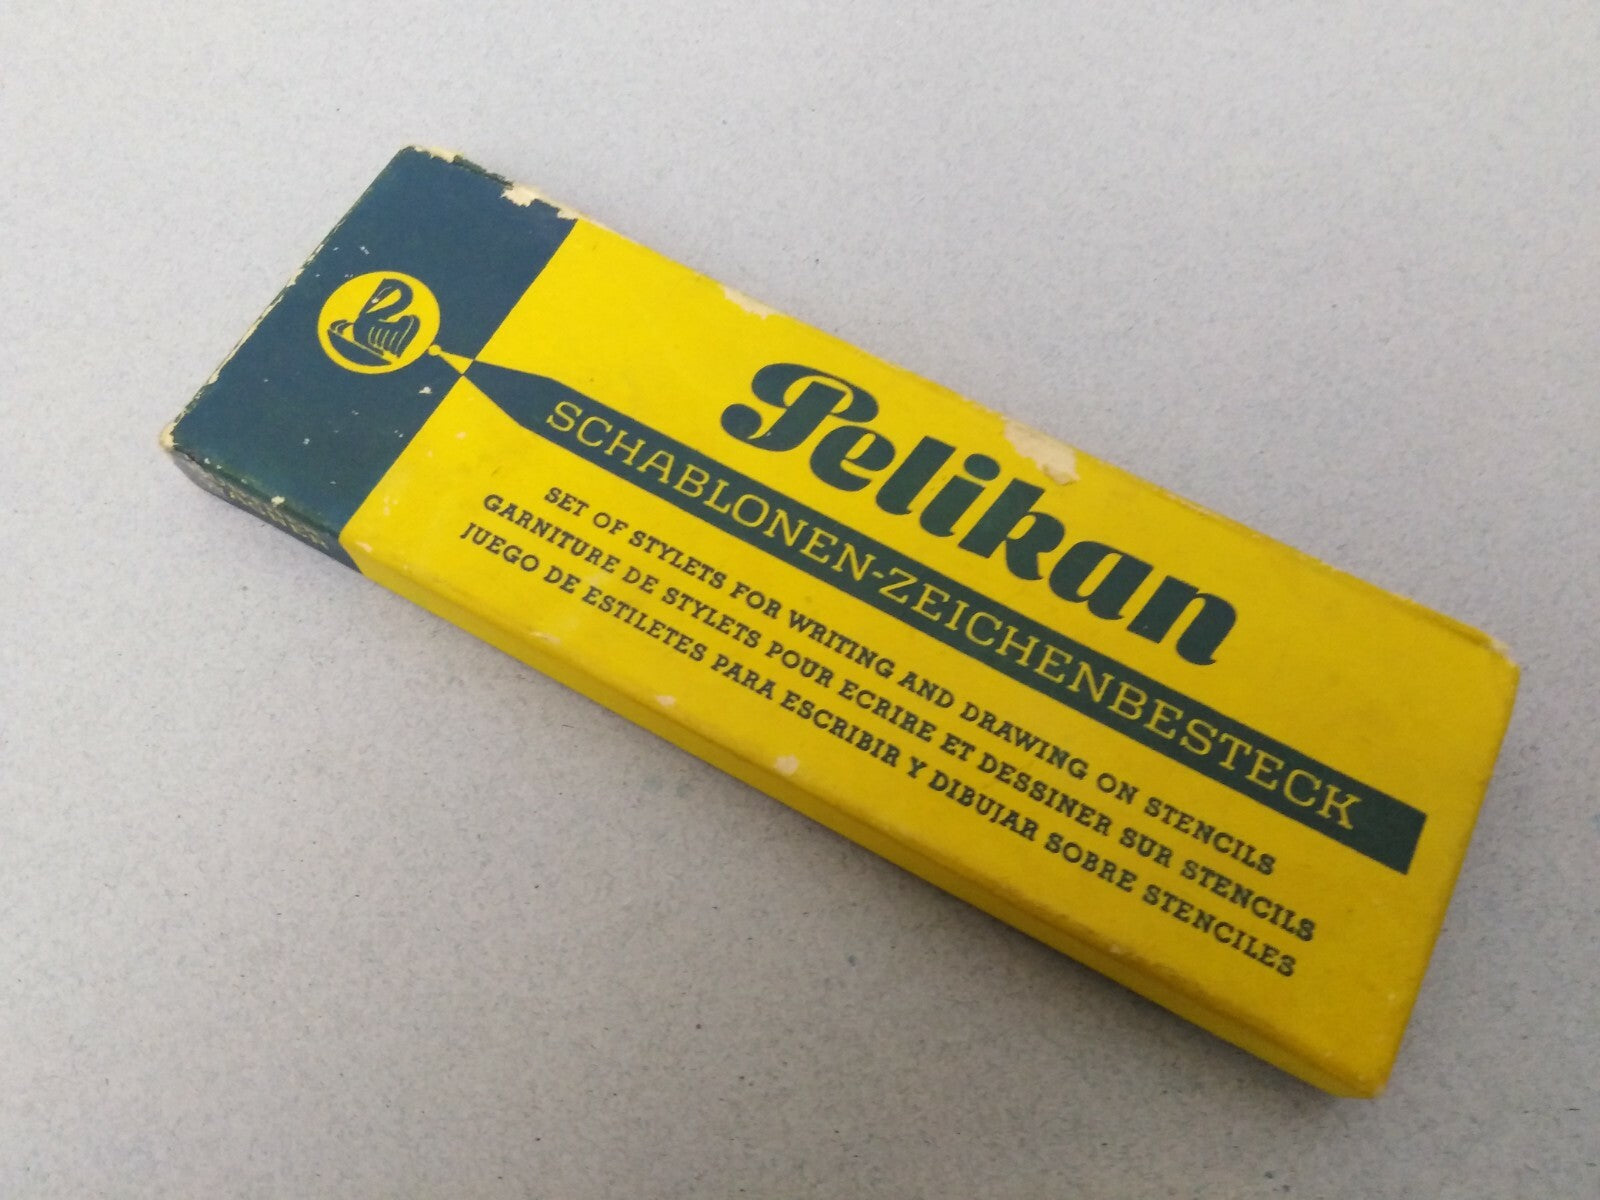 Pelikan
SCHABLONEN-ZEICHENBESTECK
SET OF STYLETS FOR WRITING AND DRAWING ON STENCILS
GARNITURE DE STYLETS POUR ECRIRE ET DESSINER SUR STENCILS
JUEGO DE ESTILETES PARA ESCRIBIR Y DIBUJAR SOBRE STENCILES